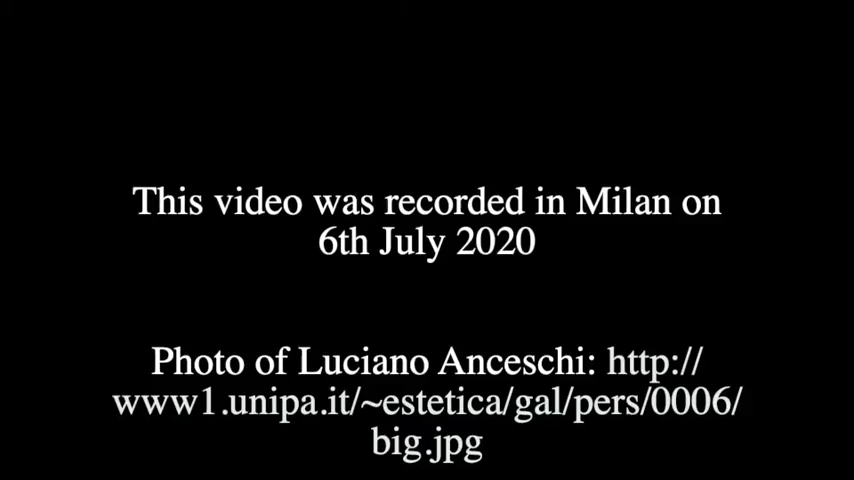 This video was recorded in Milan on
6th July 2020
Photo of Luciano Anceschi: http://
www1.unipa.it/~estetica/gal/pers/0006/
big.jpg